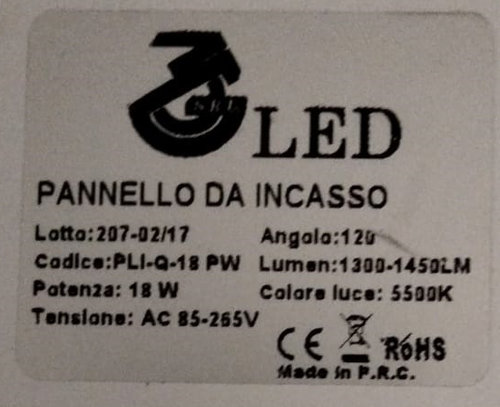 S.R.L
LED
PANNELLO DA INCASSO
Lotto:207-02/17
Angolo:120
Codice:PLI-Q-18 PW
Lumen:1300-1450LM
Potenza: 18 W
Colore luce: 5500K
Tensione: AC 85-265V
CE
RoHS
Made in P.R.C.